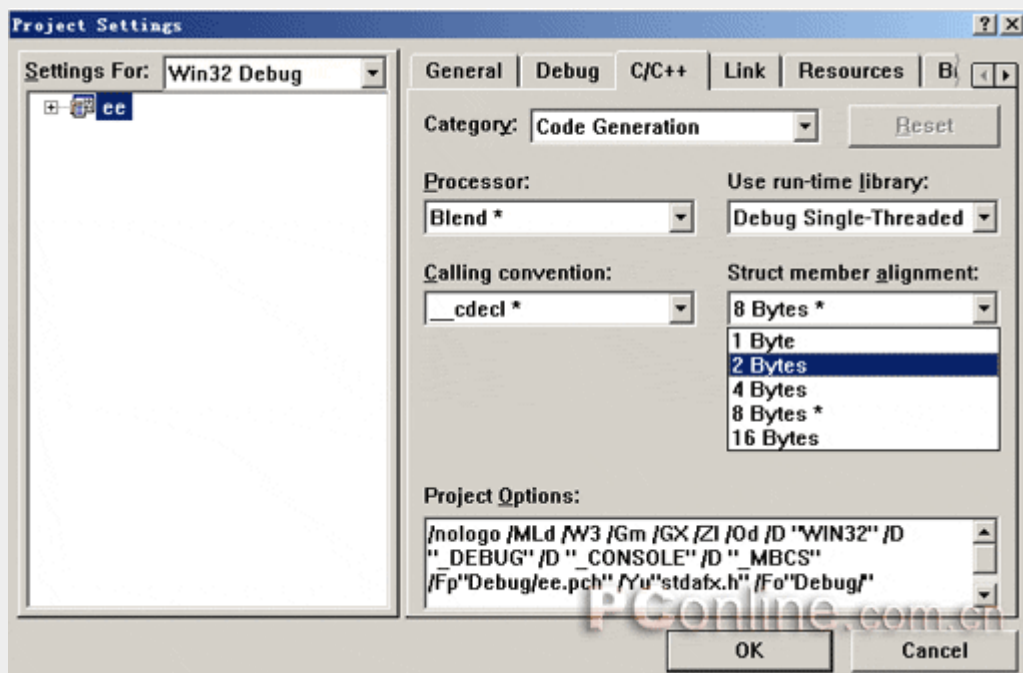 Project Settings
Settings For: Win32 Debug
ee
General Debug C/C++ Link Resources
Category: Code Generation Reset
Processor: Use run-time library:
Blend * Debug Single-Threaded
Calling convention: Struct member alignment:
__cdecl * 8 Bytes *
1 Byte
2 Bytes
4 Bytes
8 Bytes *
16 Bytes
Project Options:
/nologo /MLd /W3 /Gm /GX /ZI /Od /D "WIN32" /D
"_DEBUG" /D "_CONSOLE" /D "_MBCS"
/Fp"Debug/ee.pch" /Yu"stdafx.h" /Fo"Debug/"
PConline.com.cn
OK Cancel